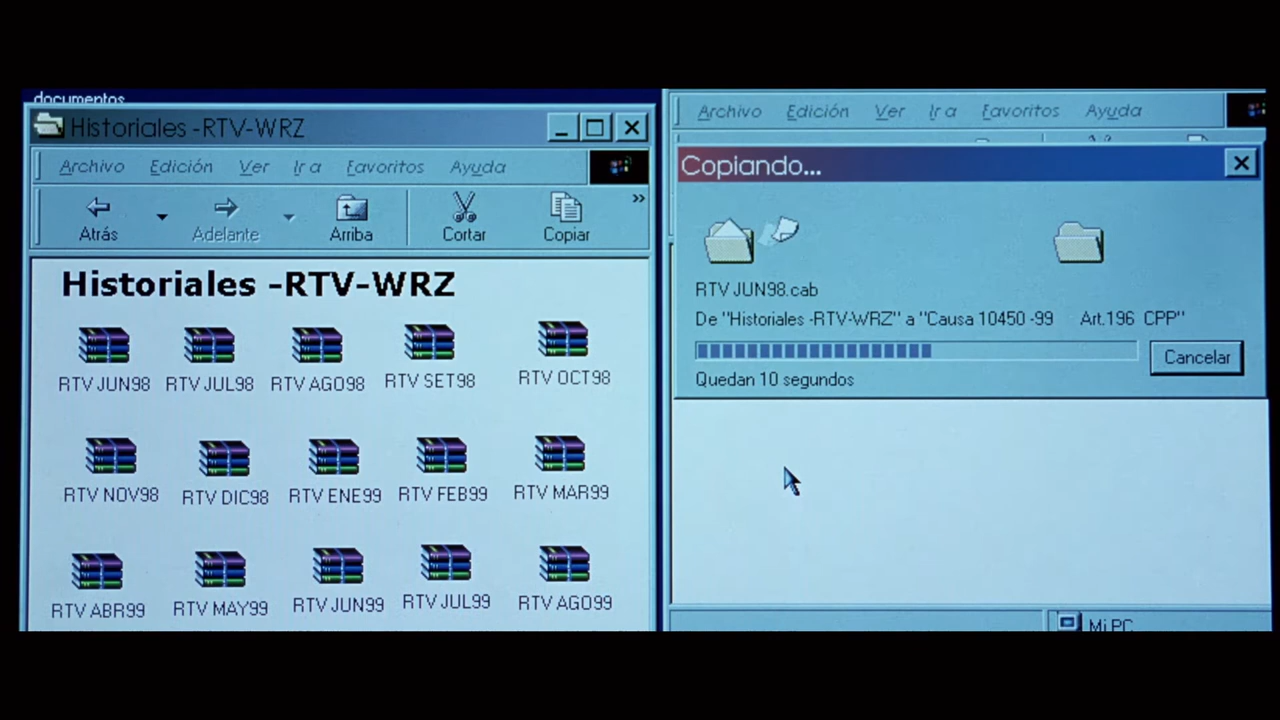 documentos
Historiales -RTV-WRZ
Archivo Edición Ver Ir a Favoritos Ayuda
Atrás Adelante Arriba Cortar Copiar »
Historiales -RTV-WRZ
RTV JUN98 RTV JUL98 RTV AGO98 RTV SET98 RTV OCT98
RTV NOV98 RTV DIC98 RTV ENE99 RTV FEB99 RTV MAR99
RTV ABR99 RTV MAY99 RTV JUN99 RTV JUL99 RTV AGO99
Archivo Edición Ver Ir a Favoritos Ayuda
Copiando...
RTV JUN98.cab
De "Historiales -RTV-WRZ" a "Causa 10450 -99 Art.196 CPP"
Cancelar
Quedan 10 segundos
Mi PC